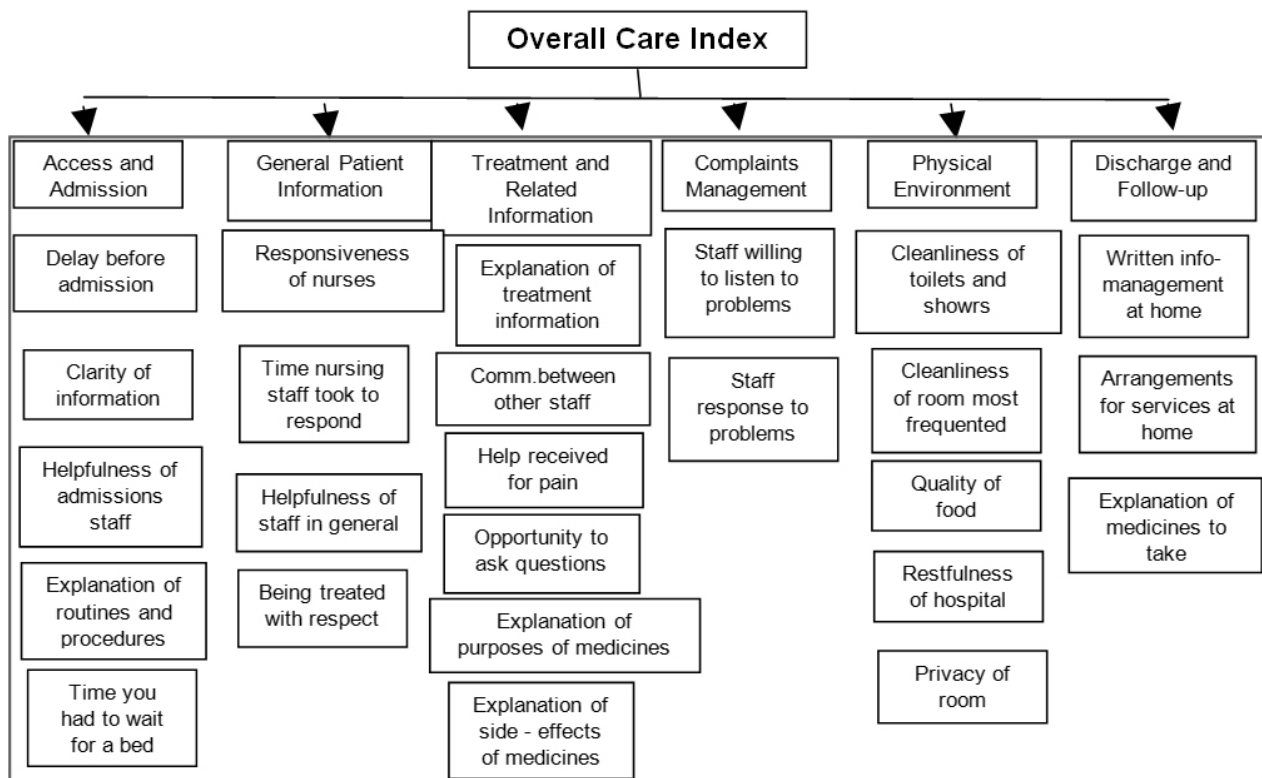 Overall Care Index
Access and
Admission
Delay before
admission
Clarity of
information
Helpfulness of
admissions
staff
Explanation of
routines and
procedures
Time you
had to wait
for a bed
General Patient
Information
Responsiveness
of nurses
Time nursing
staff took to
respond
Helpfulness of
staff in general
Being treated
with respect
Treatment and
Related
Information
Explanation of
treatment
information
Comm.between
other staff
Help received
for pain
Opportunity to
ask questions
Explanation of
purposes of medicines
Explanation of
side - effects
of medicines
Complaints
Management
Staff willing
to listen to
problems
Staff
response to
problems
Physical
Environment
Cleanliness of
toilets and
showrs
Cleanliness
of room most
frequented
Quality of
food
Restfulness
of hospital
Privacy of
room
Discharge and
Follow-up
Written info-
management
at home
Arrangements
for services at
home
Explanation of
medicines to
take